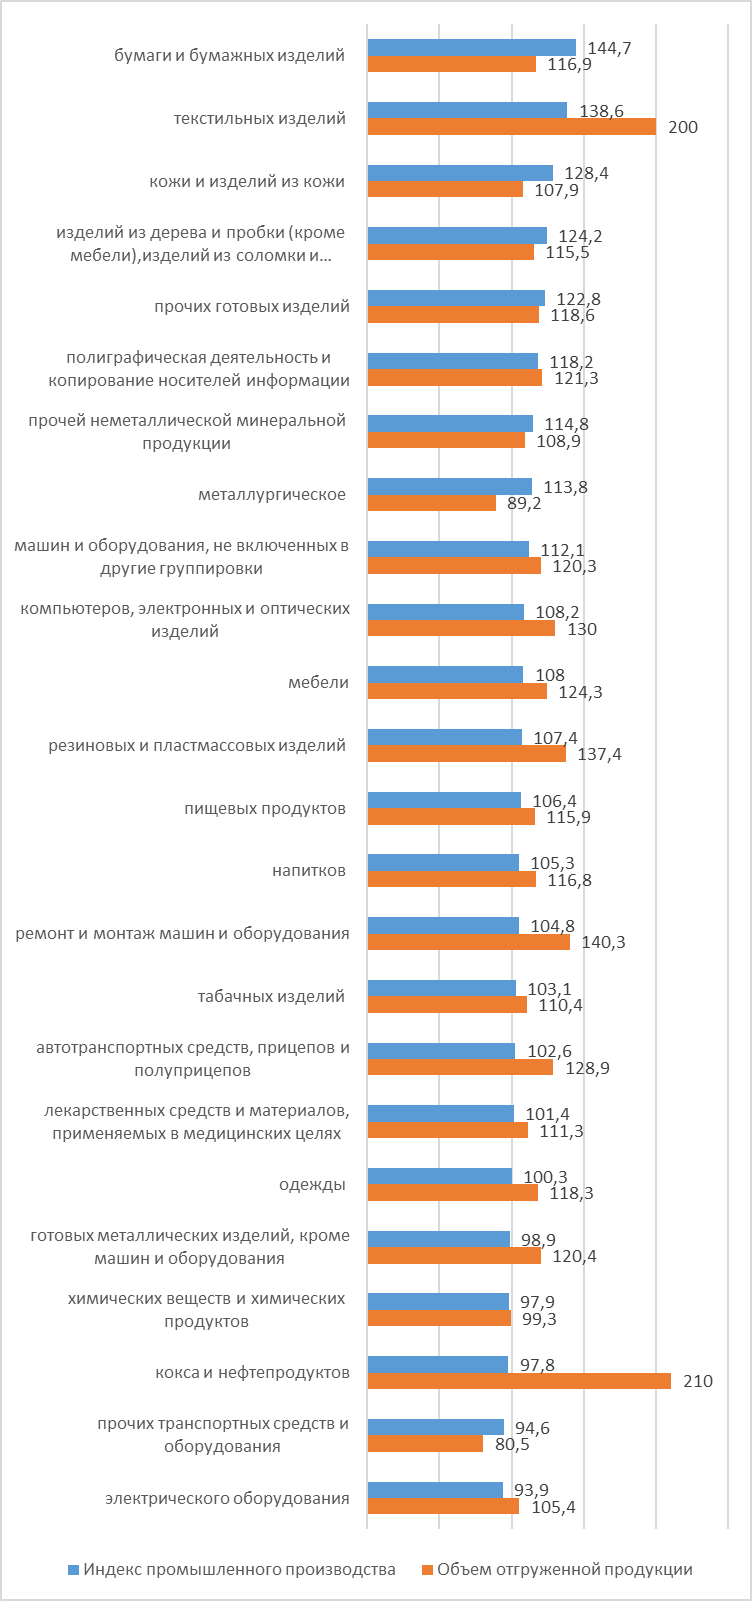 бумаги и бумажных изделий
144,7
116,9
текстильных изделий
138,6
200
кожи и изделий из кожи
128,4
107,9
изделий из дерева и пробки (кроме
мебели),изделий из соломки и...
124,2
115,5
прочих готовых изделий
122,8
118,6
полиграфическая деятельность и
копирование носителей информации
118,2
121,3
прочей неметаллической минеральной
продукции
114,8
108,9
металлургическое
113,8
89,2
машин и оборудования, не включенных в
другие группировки
112,1
120,3
компьютеров, электронных и оптических
изделий
108,2
130
мебели
108
124,3
резиновых и пластмассовых изделий
107,4
137,4
пищевых продуктов
106,4
115,9
напитков
105,3
116,8
ремонт и монтаж машин и оборудования
104,8
140,3
табачных изделий
103,1
110,4
автотранспортных средств, прицепов и
полуприцепов
102,6
128,9
лекарственных средств и материалов,
применяемых в медицинских целях
101,4
111,3
одежды
100,3
118,3
готовых металлических изделий, кроме
машин и оборудования
98,9
120,4
химических веществ и химических
продуктов
97,9
99,3
кокса и нефтепродуктов
97,8
210
прочих транспортных средств и
оборудования
94,6
80,5
электрического оборудования
93,9
105,4
Индекс промышленного производства
Объем отгруженной продукции